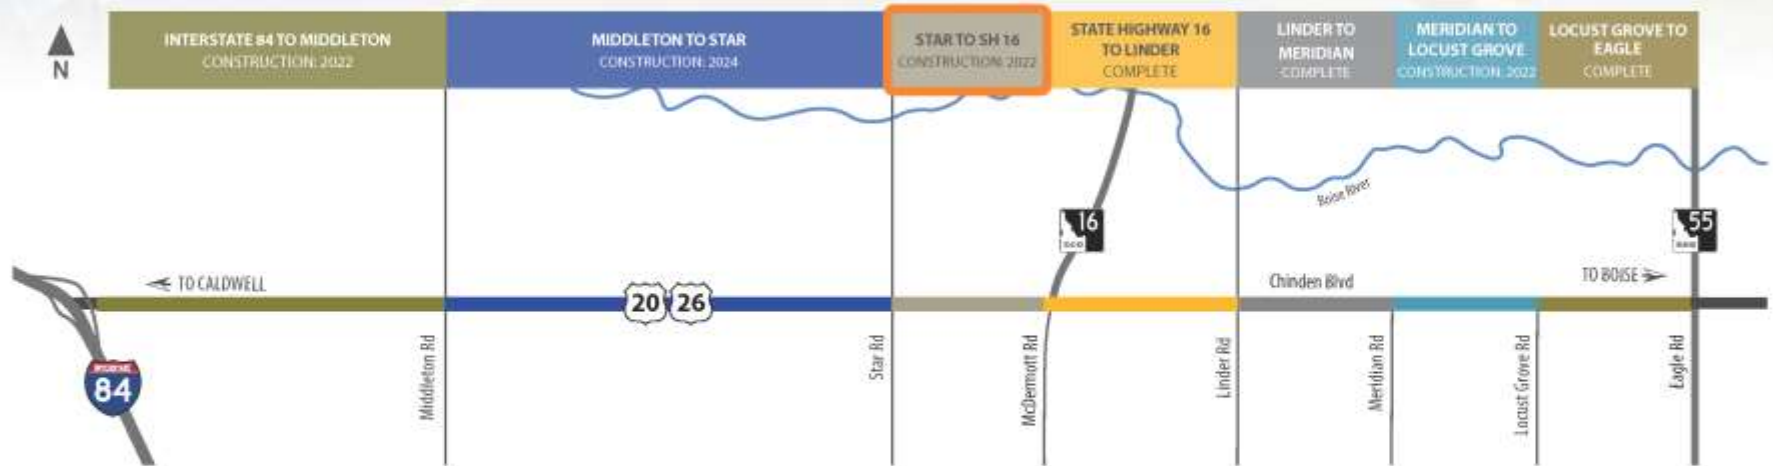 INTERSTATE 84 TO MIDDLETON
CONSTRUCTION: 2022
MIDDLETON TO STAR
CONSTRUCTION: 2024
STAR TO SH 16
CONSTRUCTION: 2022
STATE HIGHWAY 16
TO LINDER
COMPLETE
LINDER TO
MERIDIAN
COMPLETE
MERIDIAN TO
LOCUST GROVE
CONSTRUCTION: 2022
LOCUST GROVE TO
EAGLE
COMPLETE
N
Boise River
16
55
TO CALDWELL
Chinden Blvd
TO BOISE
20
26
84
Middleton Rd
Star Rd
McDermott Rd
Linder Rd
Meridian Rd
Locust Grove Rd
Eagle Rd